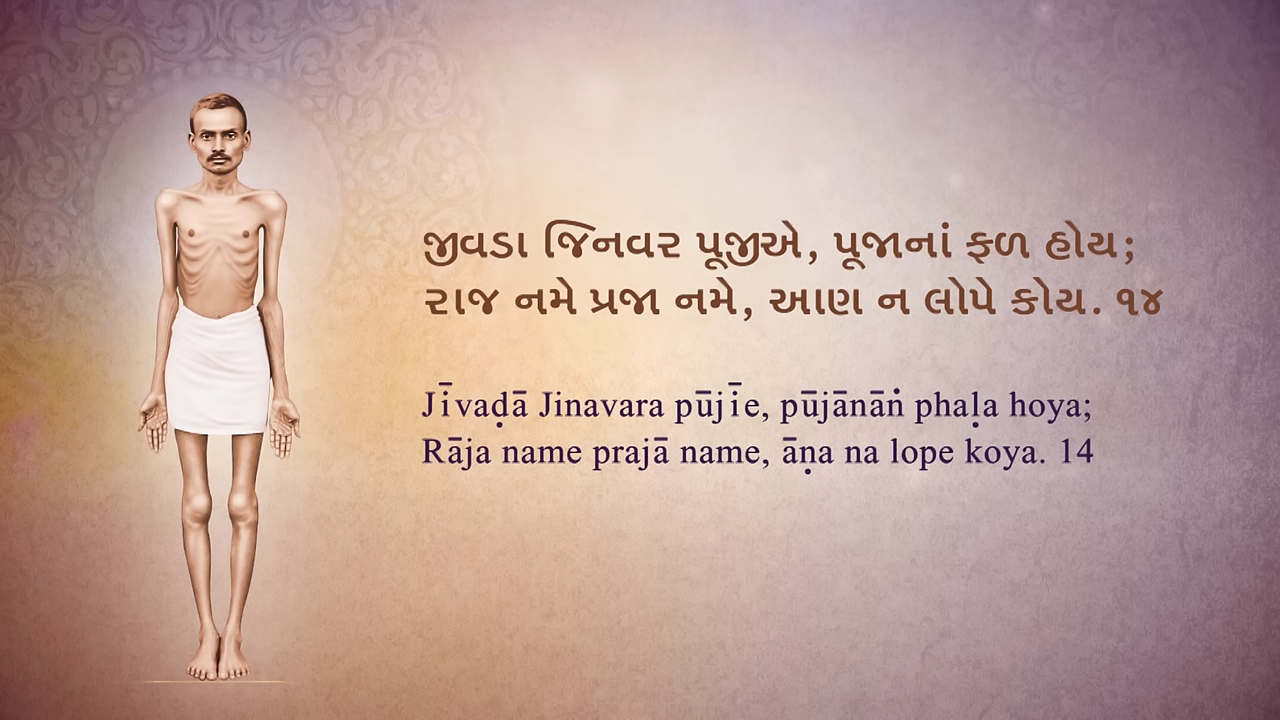 જીવડા જિનવર પૂજીએ, પૂજાનાં ફળ હોય;
રાજ નમે પ્રજા નમે, આણ ન લોપે કોય. ૧૪
Jīvaḍā Jinavara pūjīe, pūjānāṅ phaḷa hoya;
Rāja name prajā name, āṇa na lope koya. 14